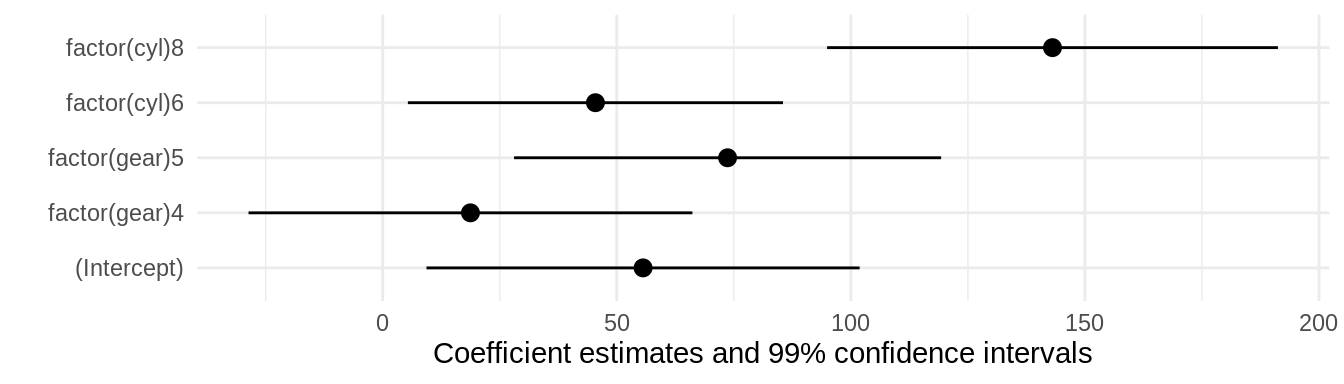 factor(cyl)8
factor(cyl)6
factor(gear)5
factor(gear)4
(Intercept)
0 50 100 150 200
Coefficient estimates and 99% confidence intervals